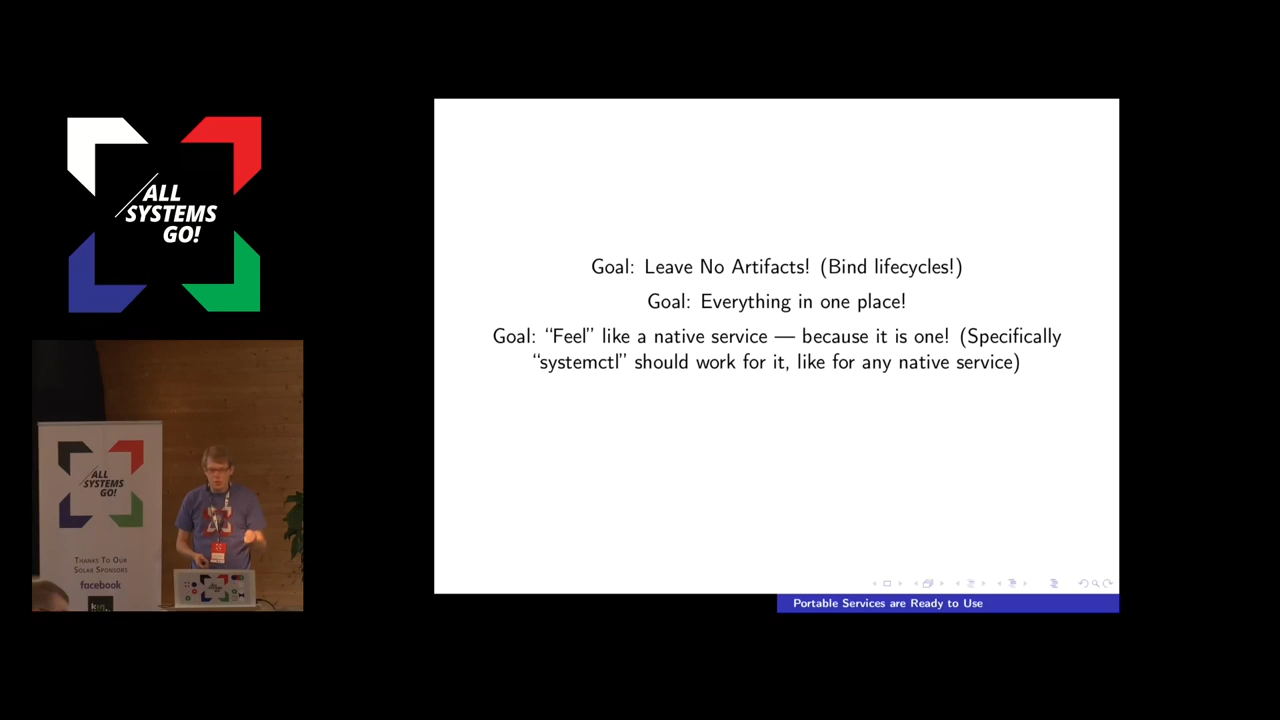 ALL
SYSTEMS
GO!
Goal: Leave No Artifacts! (Bind lifecycles!)
Goal: Everything in one place!
Goal: “Feel” like a native service — because it is one! (Specifically
“systemctl” should work for it, like for any native service)
Portable Services are Ready to Use
ALL
SYSTEMS
GO!
THANKS TO OUR
SOLAR SPONSORS
facebook